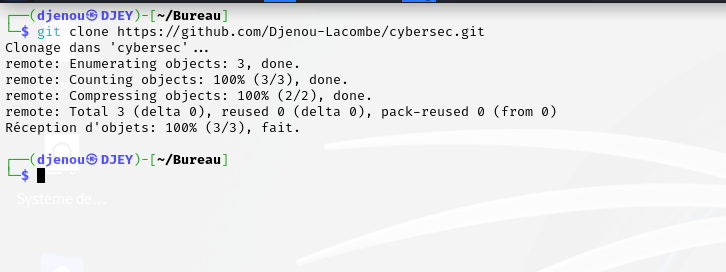 ┌──(djenou㉿DJEY)-[~/Bureau]
└─$ git clone https://github.com/Djenou-Lacombe/cybersec.git
Clonage dans 'cybersec'...
remote: Enumerating objects: 3, done.
remote: Counting objects: 100% (3/3), done.
remote: Compressing objects: 100% (2/2), done.
remote: Total 3 (delta 0), reused 0 (delta 0), pack-reused 0 (from 0)
Réception d'objets: 100% (3/3), fait.
┌──(djenou㉿DJEY)-[~/Bureau]
└─$
Système de...